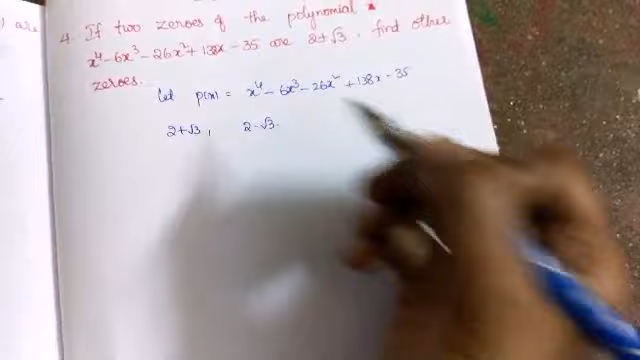 ) are
4. If two zeroes of the polynomial
x⁴-6x³-26x²+138x-35 are 2±√3, find other
zeroes.
Let p(x) = x⁴-6x³-26x²+138x-35
2+√3, 2-√3.